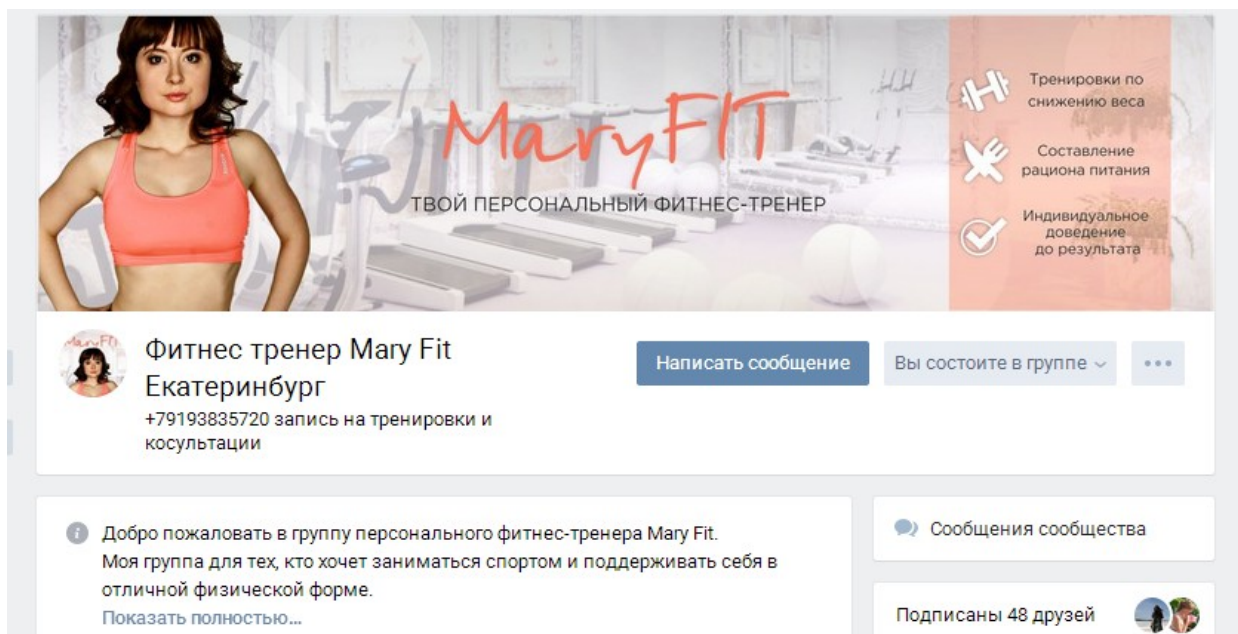 MaryFIT
ТВОЙ ПЕРСОНАЛЬНЫЙ ФИТНЕС-ТРЕНЕР
Тренировки по
снижению веса
Составление
рациона питания
Индивидуальное
доведение
до результата
Фитнес тренер Mary Fit
Екатеринбург
+79193835720 запись на тренировки и
косультации
Написать сообщение
Вы состоите в группе
Добро пожаловать в группу персонального фитнес-тренера Mary Fit.
Моя группа для тех, кто хочет заниматься спортом и поддерживать себя в
отличной физической форме.
Показать полностью...
Сообщения сообщества
Подписаны 48 друзей